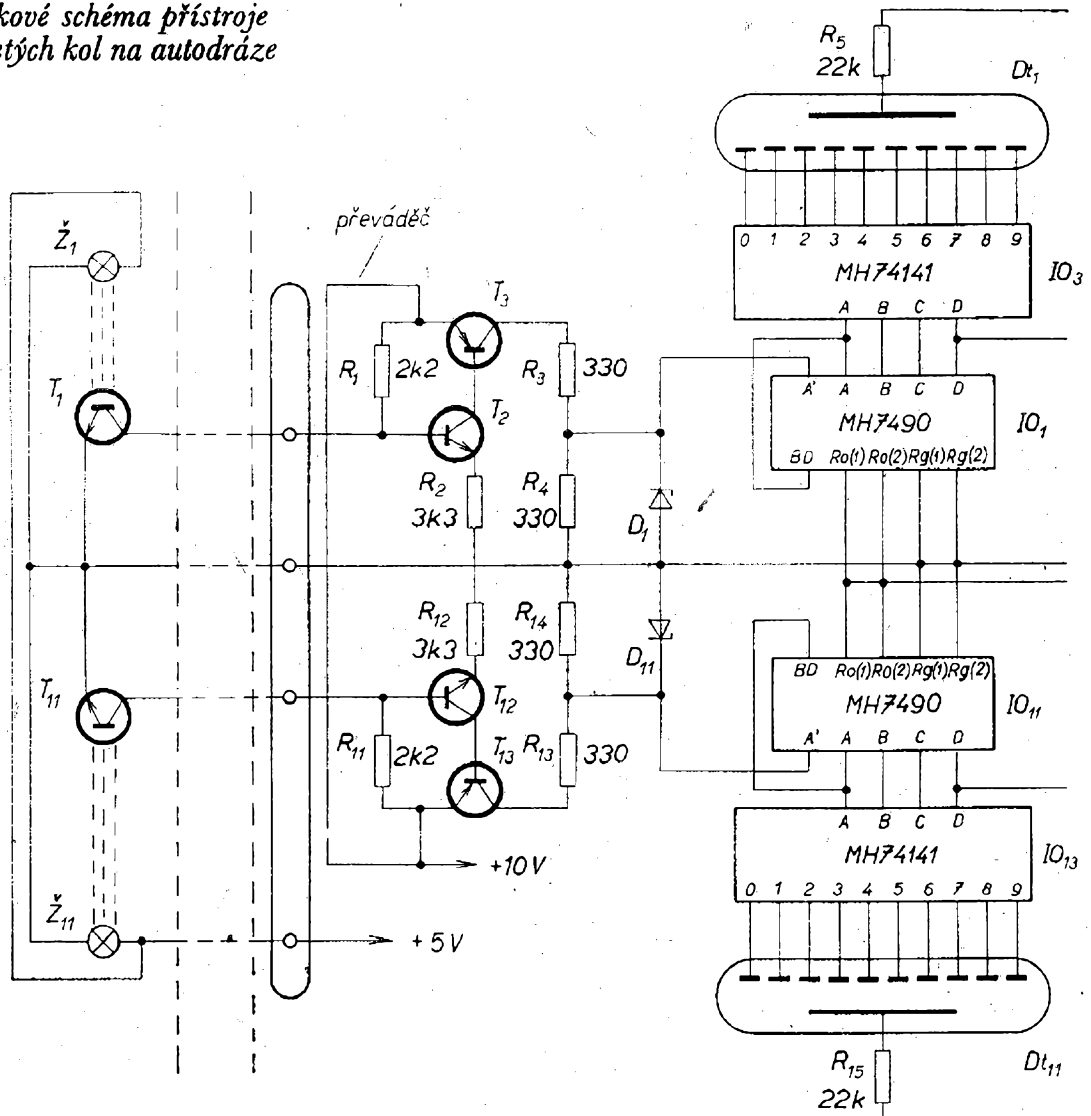 kové schéma přístroje
etých kol na autodráze
R5
22k
Dt1
0 1 2 3 4 5 6 7 8 9
MH74141
IO3
A B C D
A' A B C D
MH7490
IO1
BD Ro(1) Ro(2) Rg(1) Rg(2)
převáděč
Ž1
T1
R1 2k2
T3
T2
R3 330
R2
3k3
R4
330
D1
R12
3k3
R14
330
D11
T11
T12
R11 2k2
T13
R13 330
+10V
Ž11
+5V
BD Ro(1) Ro(2) Rg(1) Rg(2)
MH7490
IO11
A' A B C D
A B C D
MH74141
IO13
0 1 2 3 4 5 6 7 8 9
Dt11
R15
22k